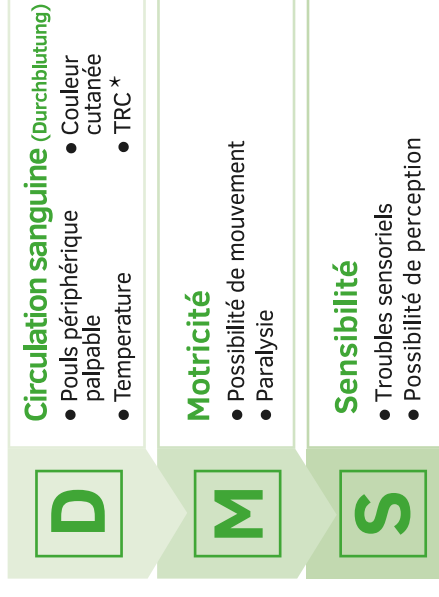 D
Circulation sanguine (Durchblutung)
● Pouls périphérique
palpable
● Temperature
● Couleur
cutanée
● TRC*
M
Motricité
● Possibilité de mouvement
● Paralysie
S
Sensibilité
● Troubles sensoriels
● Possibilité de perception